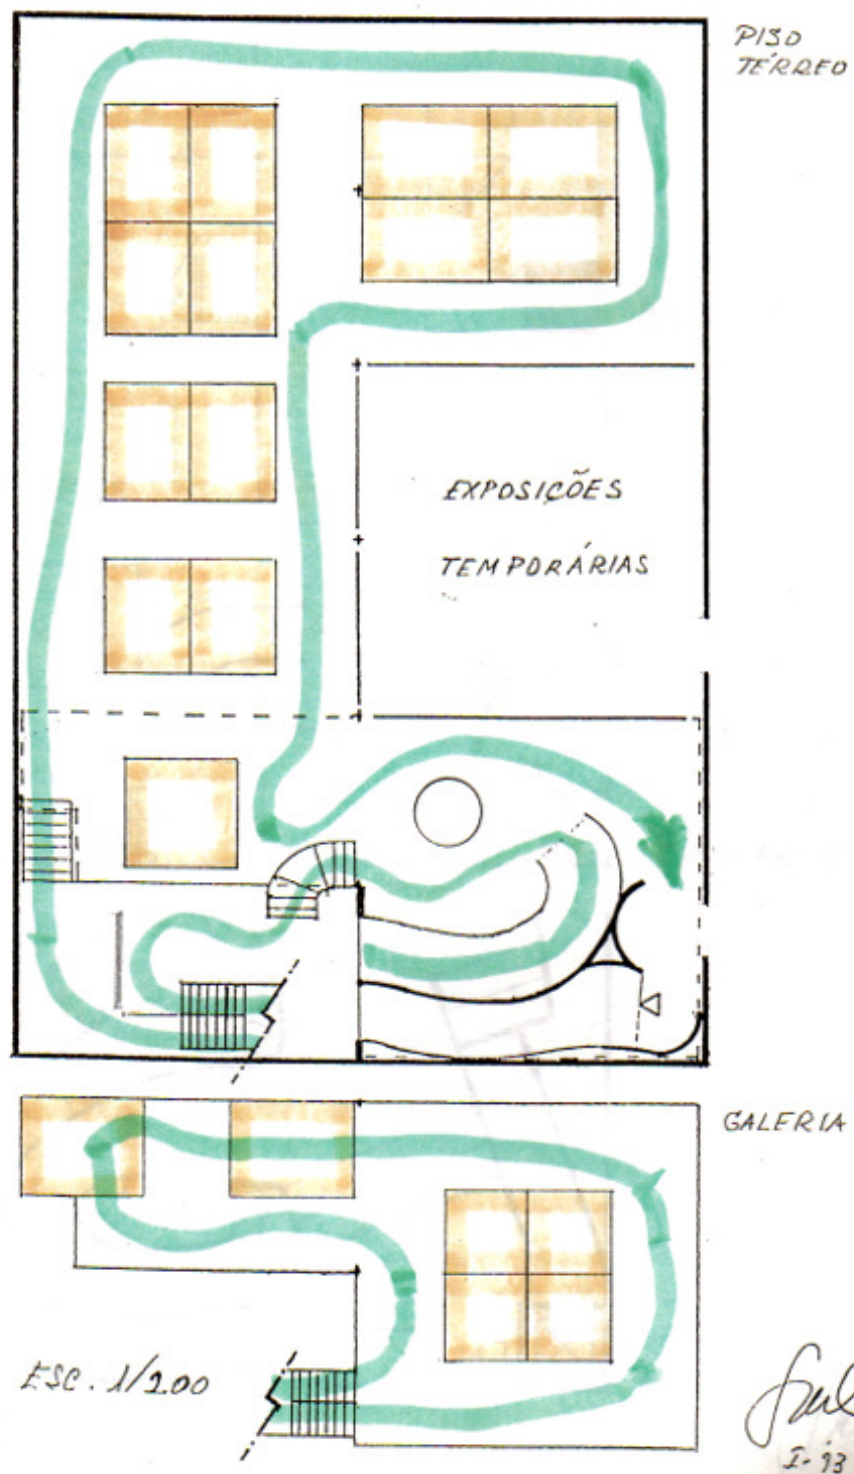 PISO
TÉRREO
EXPOSIÇÕES
TEMPORÁRIAS
GALERIA
ESC. 1/200
I-93